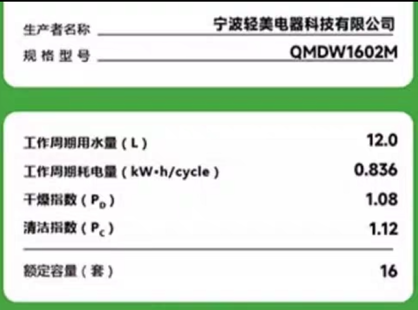 生产者名称 宁波轻美电器科技有限公司
规格型号 QMDW1602M
工作周期用水量（L） 12.0
工作周期耗电量（kW·h/cycle） 0.836
干燥指数（PD） 1.08
清洁指数（PC） 1.12
额定容量（套） 16